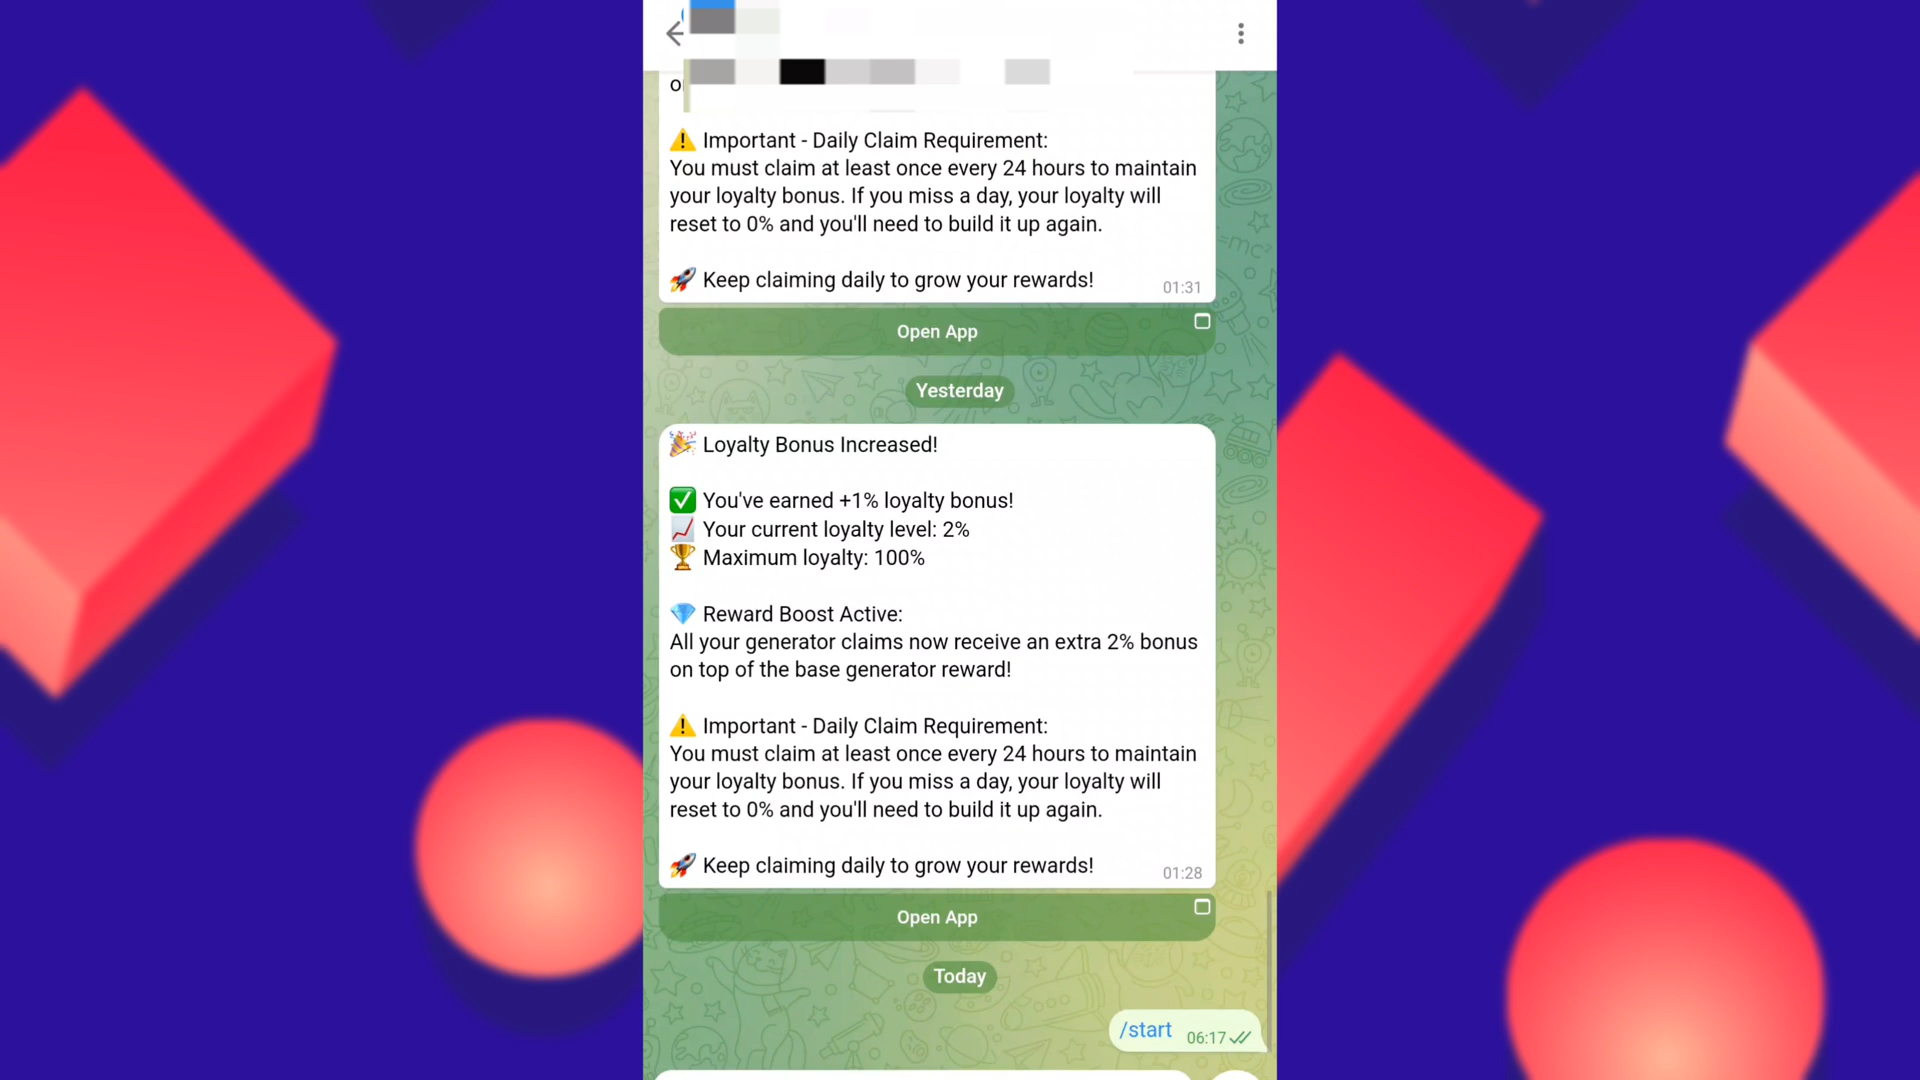 ⚠️ Important - Daily Claim Requirement:
You must claim at least once every 24 hours to maintain
your loyalty bonus. If you miss a day, your loyalty will
reset to 0% and you'll need to build it up again.
🚀 Keep claiming daily to grow your rewards!
01:31
Open App
Yesterday
🎉 Loyalty Bonus Increased!
✅ You've earned +1% loyalty bonus!
📈 Your current loyalty level: 2%
🏆 Maximum loyalty: 100%
💎 Reward Boost Active:
All your generator claims now receive an extra 2% bonus
on top of the base generator reward!
⚠️ Important - Daily Claim Requirement:
You must claim at least once every 24 hours to maintain
your loyalty bonus. If you miss a day, your loyalty will
reset to 0% and you'll need to build it up again.
🚀 Keep claiming daily to grow your rewards!
01:28
Open App
Today
/start 06:17